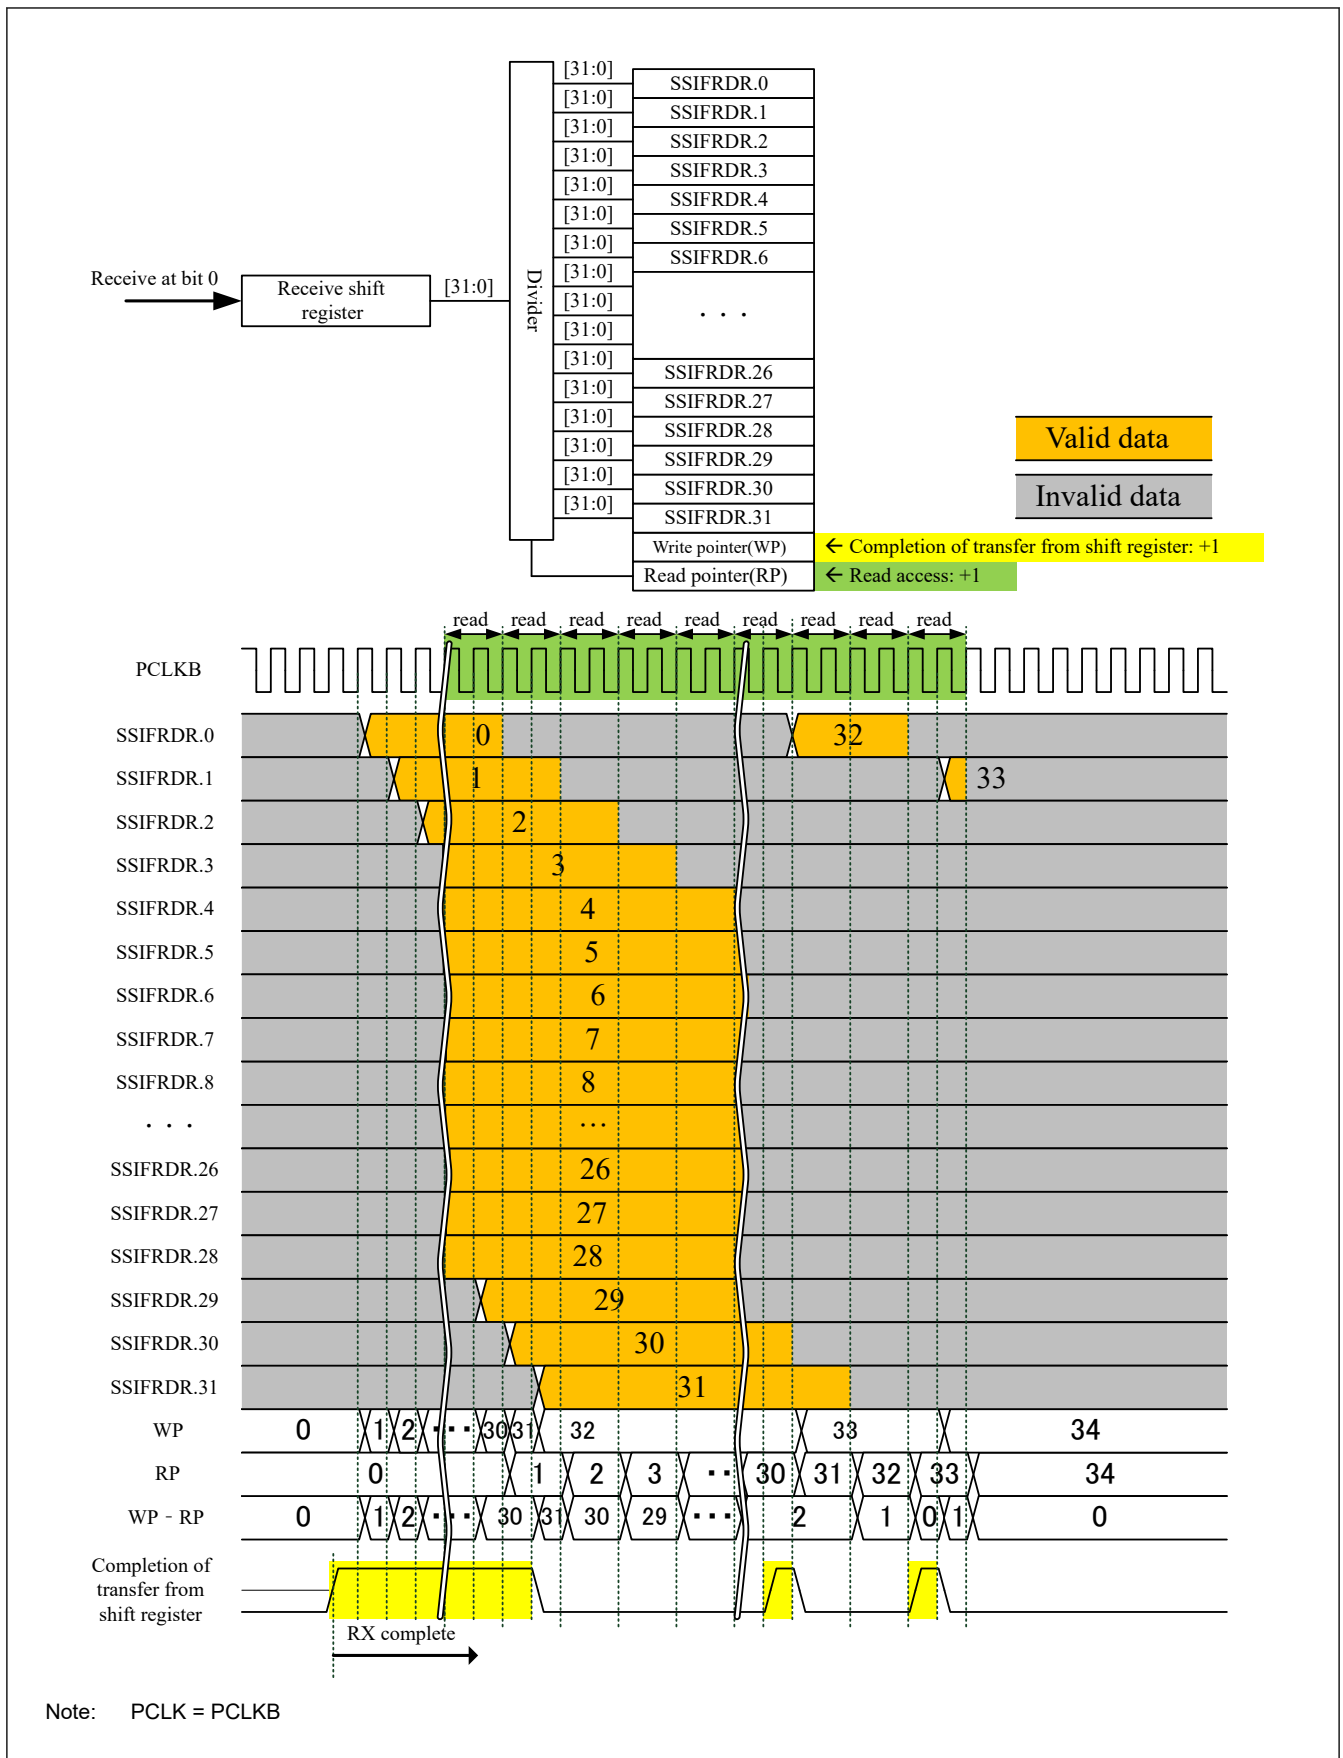 [31:0]
SSIFRDR.0
[31:0]
SSIFRDR.1
[31:0]
SSIFRDR.2
[31:0]
SSIFRDR.3
[31:0]
SSIFRDR.4
[31:0]
SSIFRDR.5
[31:0]
SSIFRDR.6
[31:0]
[31:0]
[31:0]
[31:0]
SSIFRDR.26
[31:0]
SSIFRDR.27
[31:0]
SSIFRDR.28
[31:0]
SSIFRDR.29
[31:0]
SSIFRDR.30
[31:0]
SSIFRDR.31
. . .
Receive at bit 0
Receive shift
register
[31:0]
Divider
Write pointer(WP)
← Completion of transfer from shift register: +1
Read pointer(RP)
← Read access: +1
Valid data
Invalid data
read read read read read read read read read
PCLKB
SSIFRDR.0 0 32
SSIFRDR.1 1 33
SSIFRDR.2 2
SSIFRDR.3 3
SSIFRDR.4 4
SSIFRDR.5 5
SSIFRDR.6 6
SSIFRDR.7 7
SSIFRDR.8 8
. . . ...
SSIFRDR.26 26
SSIFRDR.27 27
SSIFRDR.28 28
SSIFRDR.29 29
SSIFRDR.30 30
SSIFRDR.31 31
WP 0 1 2 ... 30 31 32 33 34
RP 0 1 2 3 .. 30 31 32 33 34
WP - RP 0 1 2 ... 30 31 30 29 ... 2 1 0 1 0
Completion of
transfer from
shift register
RX complete
Note: PCLK = PCLKB